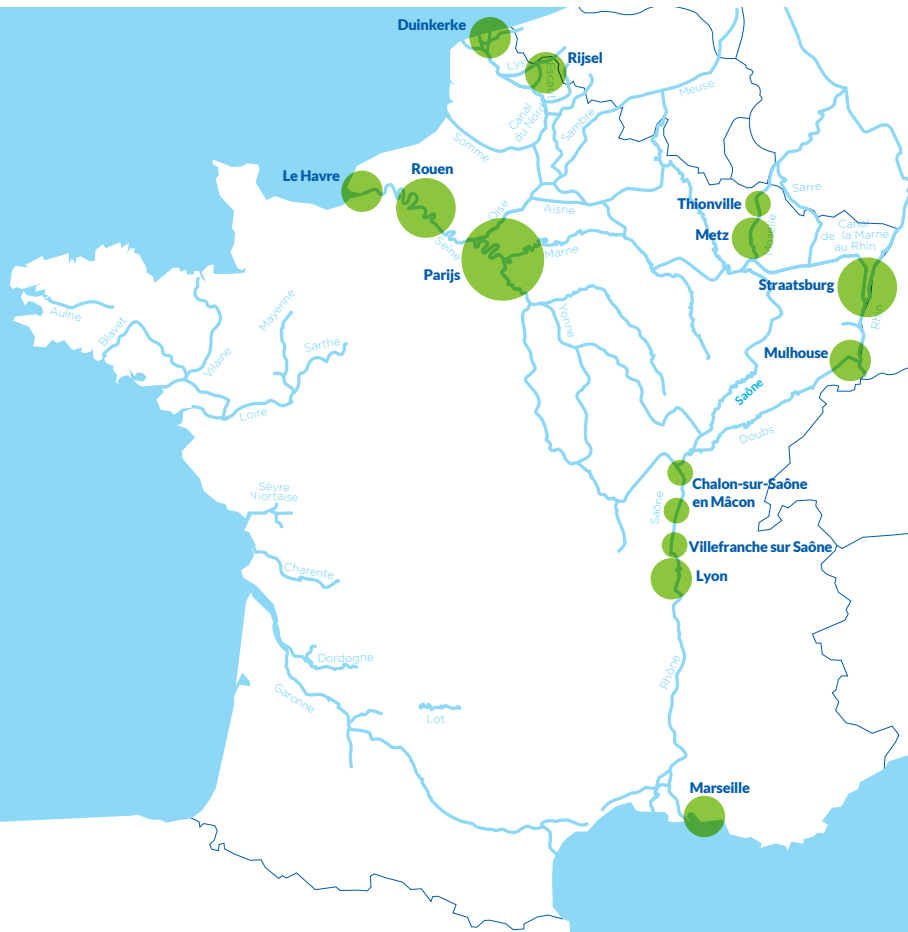 Duinkerke
Rijsel
Lys
Escaut
Canal
du Nord
Sambre
Meuse
Somme
Le Havre
Rouen
Oise
Aisne
Thionville
Sarre
Metz
Moselle
Canal
de la Marne
au Rhin
Seine
Marne
Parijs
Straatsburg
Rhin
Aulne
Blavet
Vilaine
Mayenne
Sarthe
Yonne
Mulhouse
Saône
Loire
Doubs
Sèvre
Niortaise
Saône
Chalon-sur-Saône
en Mâcon
Villefranche sur Saône
Charente
Lyon
Dordogne
Garonne
Rhône
Lot
Marseille